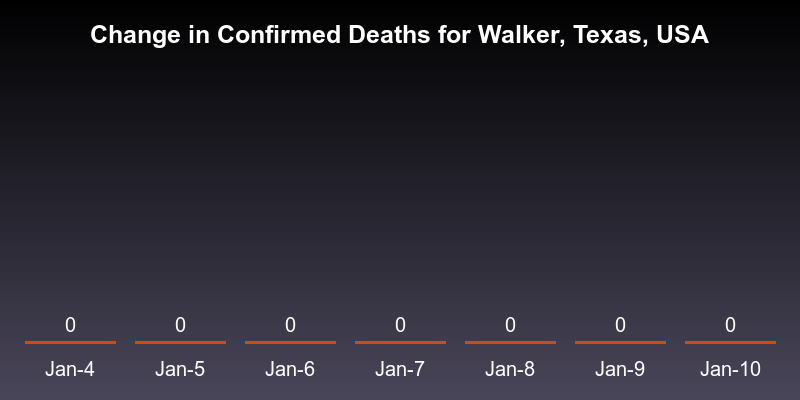 Change in Confirmed Deaths for Walker, Texas, USA
0 0 0 0 0 0 0
Jan-4 Jan-5 Jan-6 Jan-7 Jan-8 Jan-9 Jan-10